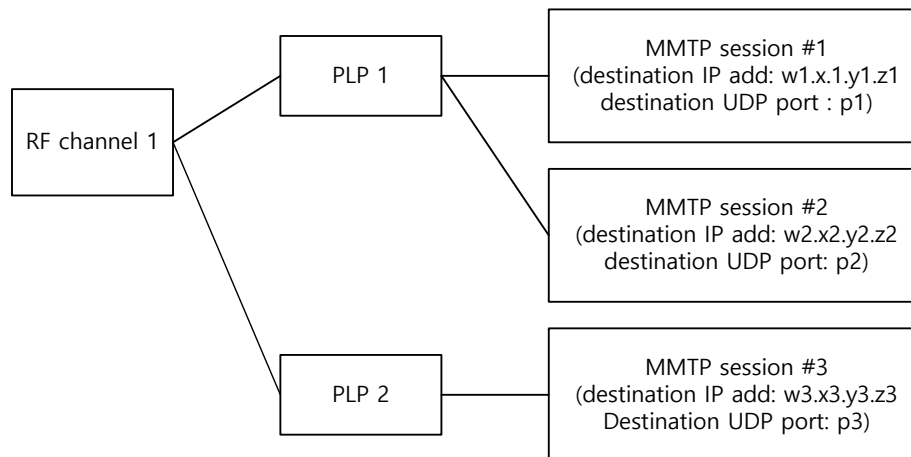 RF channel 1
PLP 1
MMTP session #1
(destination IP add: w1.x.1.y1.z1
destination UDP port : p1)
MMTP session #2
(destination IP add: w2.x2.y2.z2
destination UDP port: p2)
PLP 2
MMTP session #3
(destination IP add: w3.x3.y3.z3
Destination UDP port: p3)